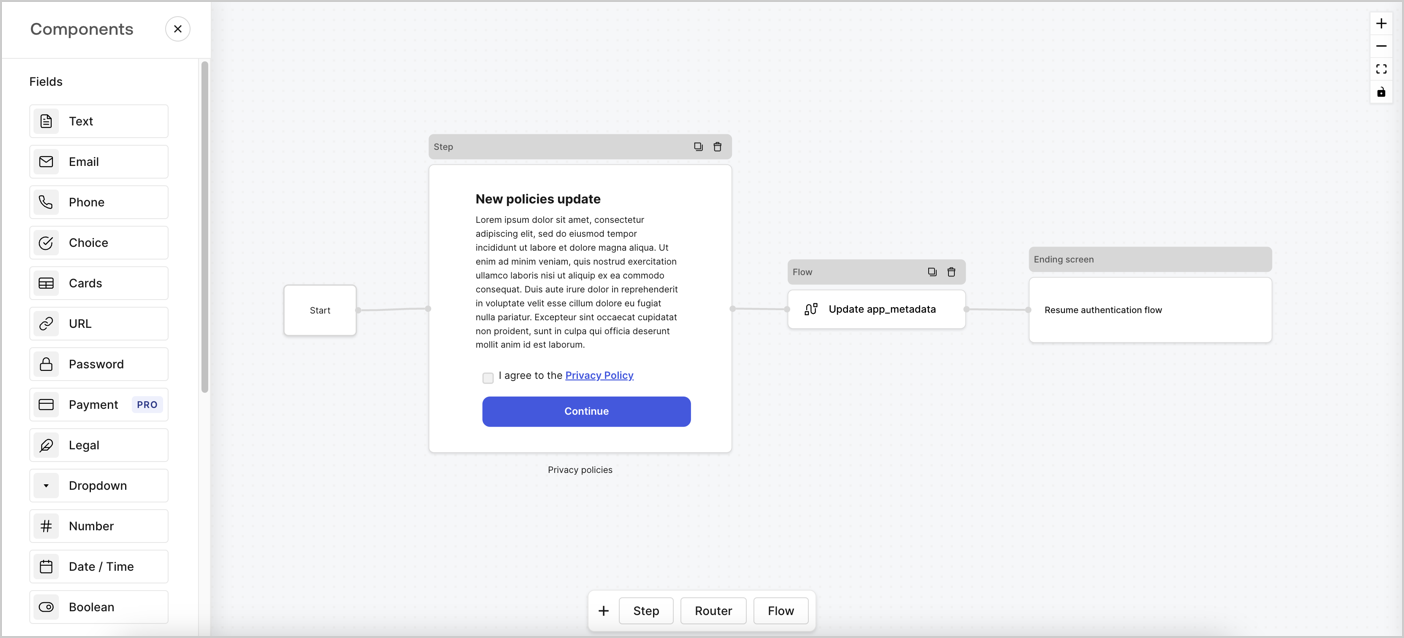 Components
Fields
Text
Email
Phone
Choice
Cards
URL
Password
Payment PRO
Legal
Dropdown
Number
Date / Time
Boolean
Start
Step
New policies update
Lorem ipsum dolor sit amet, consectetur
adipiscing elit, sed do eiusmod tempor
incididunt ut labore et dolore magna aliqua. Ut
enim ad minim veniam, quis nostrud exercitation
ullamco laboris nisi ut aliquip ex ea commodo
consequat. Duis aute irure dolor in reprehenderit
in voluptate velit esse cillum dolore eu fugiat
nulla pariatur. Excepteur sint occaecat cupidatat
non proident, sunt in culpa qui officia deserunt
mollit anim id est laborum.
I agree to the Privacy Policy
Continue
Privacy policies
Flow
Update app_metadata
Ending screen
Resume authentication flow
+ Step Router Flow